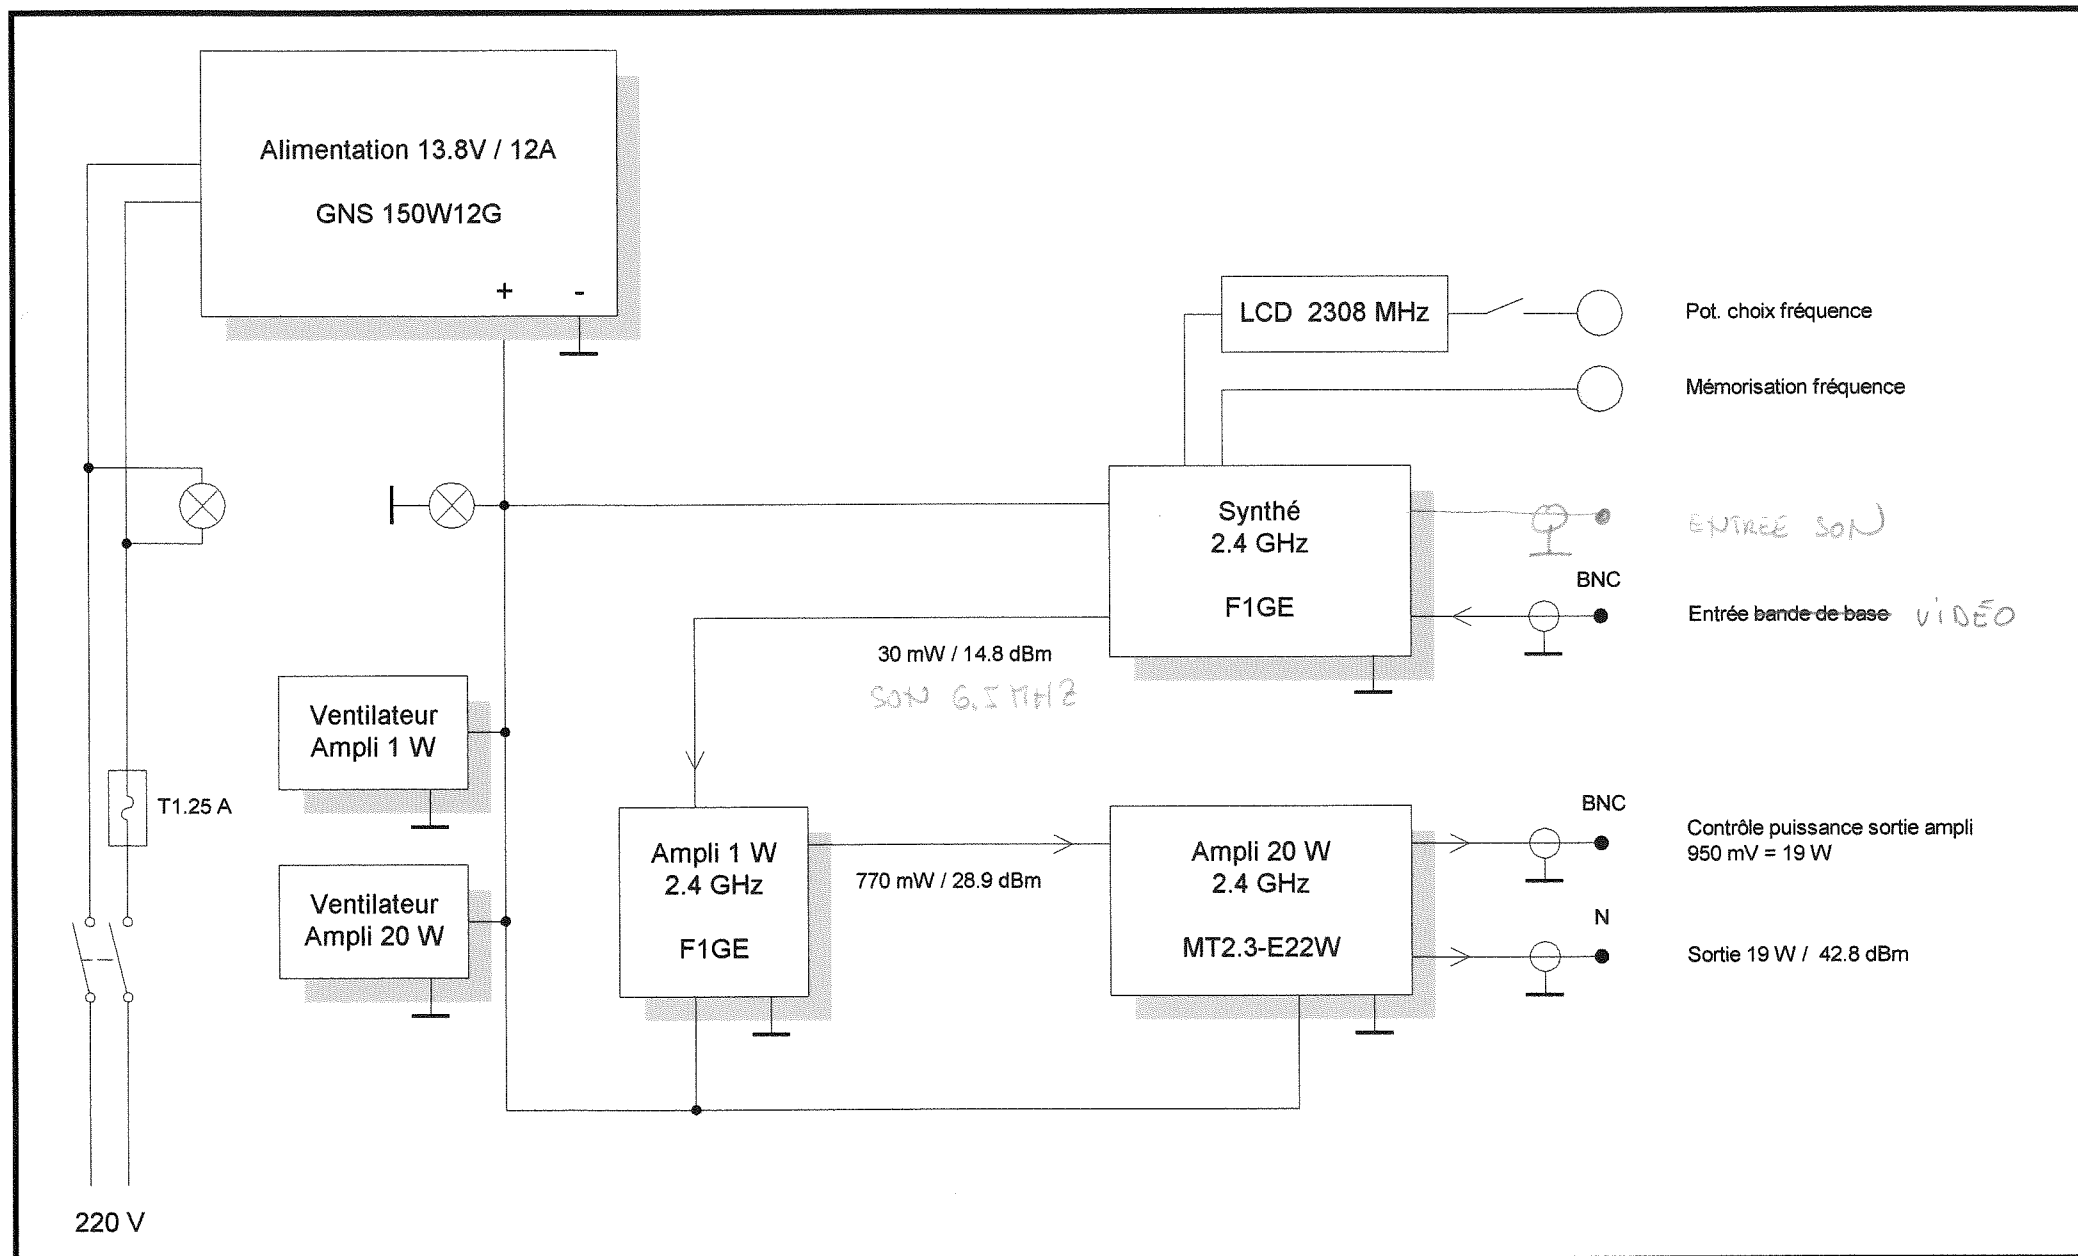 Alimentation 13.8V / 12A
GNS 150W12G
+ -
LCD 2308 MHz
Pot. choix fréquence
Mémorisation fréquence
Synthé
2.4 GHz
F1GE
ENTREE SON
BNC
Entrée bande de base VIDÉO
30 mW / 14.8 dBm
SON 6.5 MHZ
Ventilateur
Ampli 1 W
T1.25 A
Ventilateur
Ampli 20 W
Ampli 1 W
2.4 GHz
F1GE
770 mW / 28.9 dBm
Ampli 20 W
2.4 GHz
MT2.3-E22W
BNC
Contrôle puissance sortie ampli
950 mV = 19 W
N
Sortie 19 W / 42.8 dBm
220 V